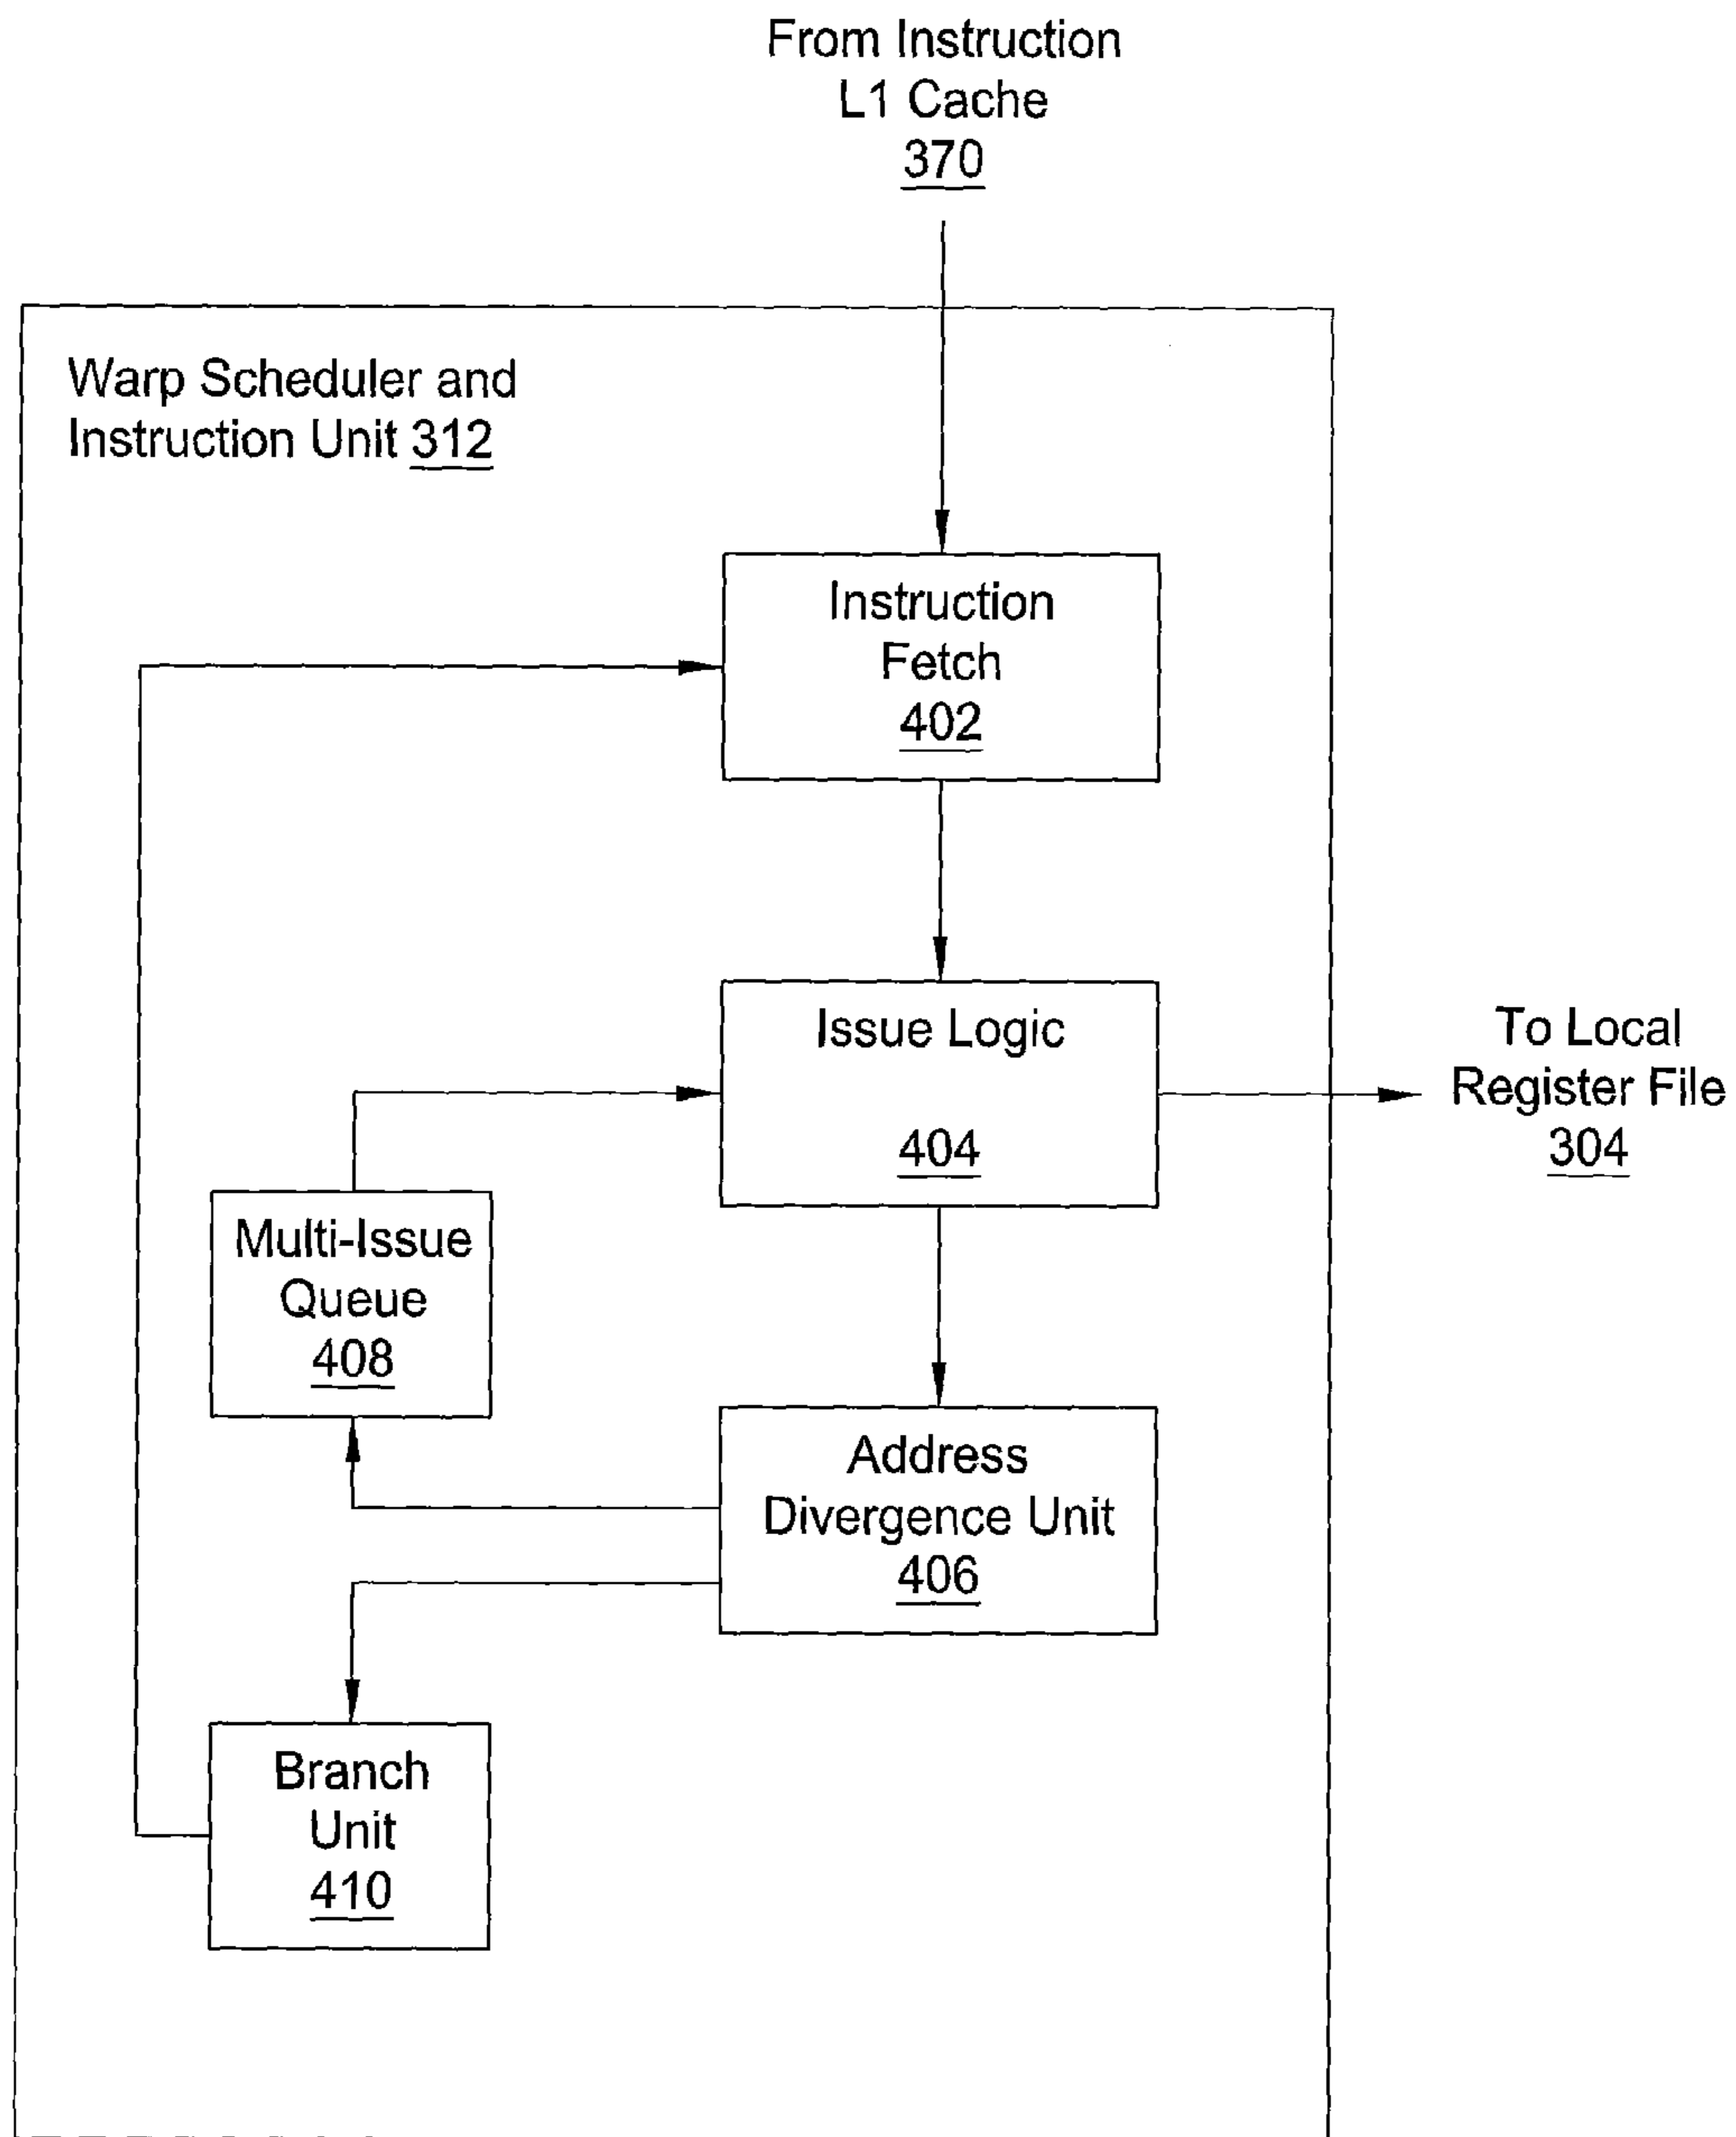 From Instruction
L1 Cache
370
Warp Scheduler and
Instruction Unit 312
Instruction
Fetch
402
Issue Logic
404
To Local
Register File
304
Multi-Issue
Queue
408
Address
Divergence Unit
406
Branch
Unit
410